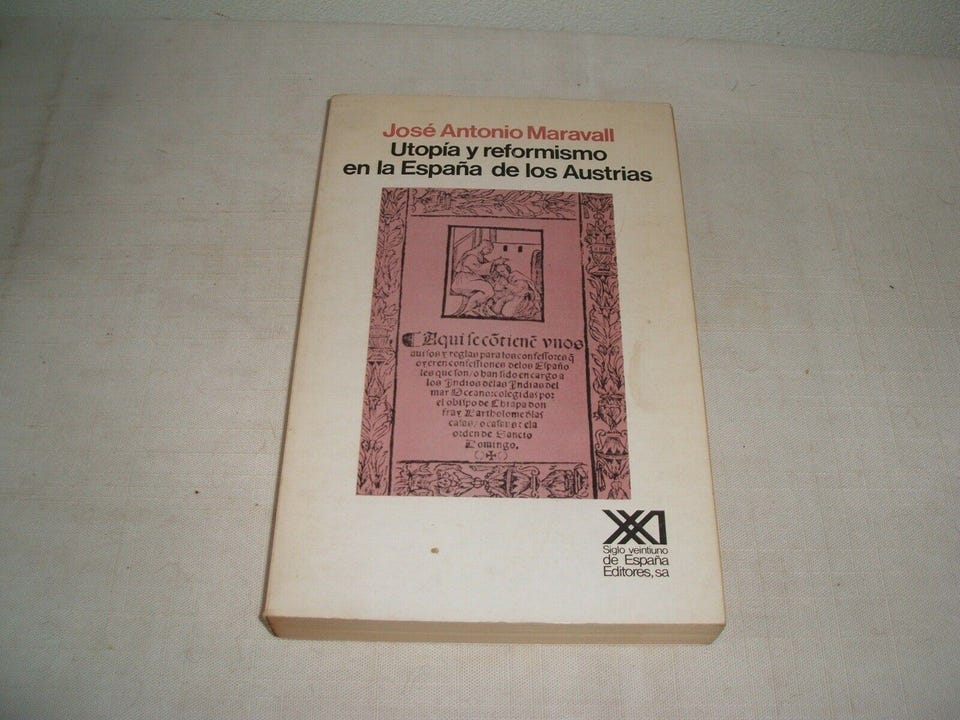 José Antonio Maravall
Utopía y reformismo
en la España de los Austrias
Aqui se cõtienẽ vnos
auisos y reglas para los confessores q̃
oyeren confessiones delos Españo
les que son/o han sido en cargo a
los Indios delas Indias del
mar Oceano: colegidas por
el obispo de Chiapa don
fray Bartholome d'las
casas/o casaus: de la
orden de Sancto
Domingo.
XXI
Siglo veintiuno
de España
Editores, sa